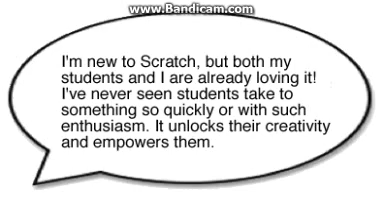 www.Bandicam.com
I'm new to Scratch, but both my
students and I are already loving it!
I've never seen students take to
something so quickly or with such
enthusiasm. It unlocks their creativity
and empowers them.